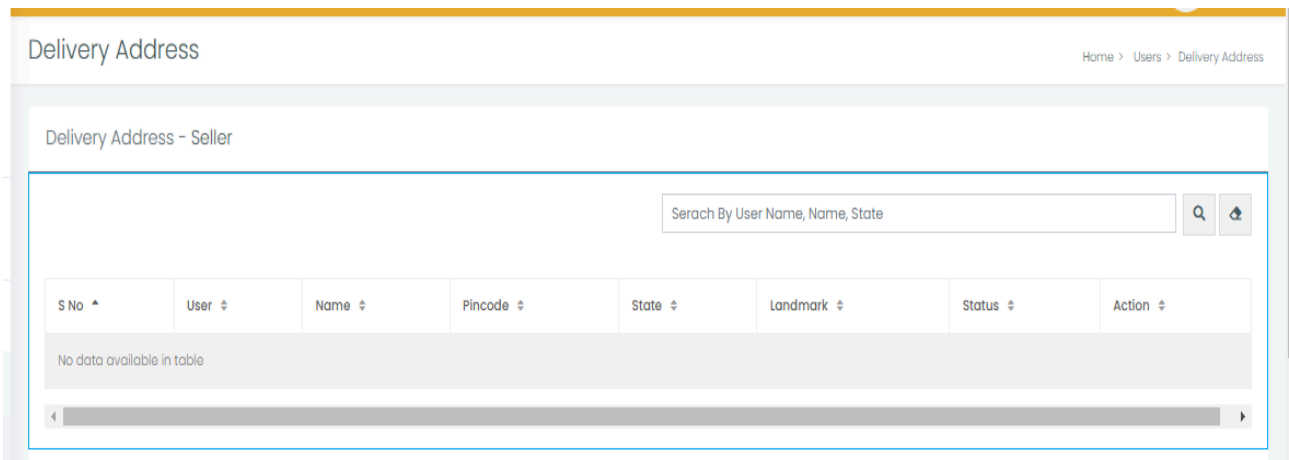 Delivery Address
Home > Users > Delivery Address
Delivery Address - Seller
Serach By User Name, Name, State
S No User Name Pincode State Landmark Status Action
No data available in table